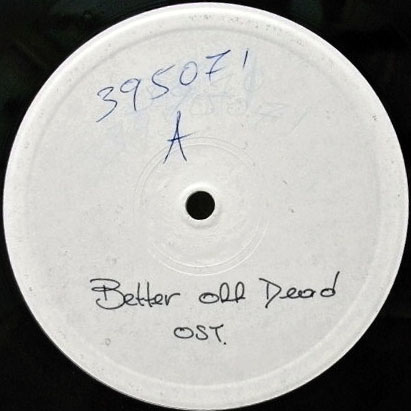 395071
A
Better off Dead
OST.